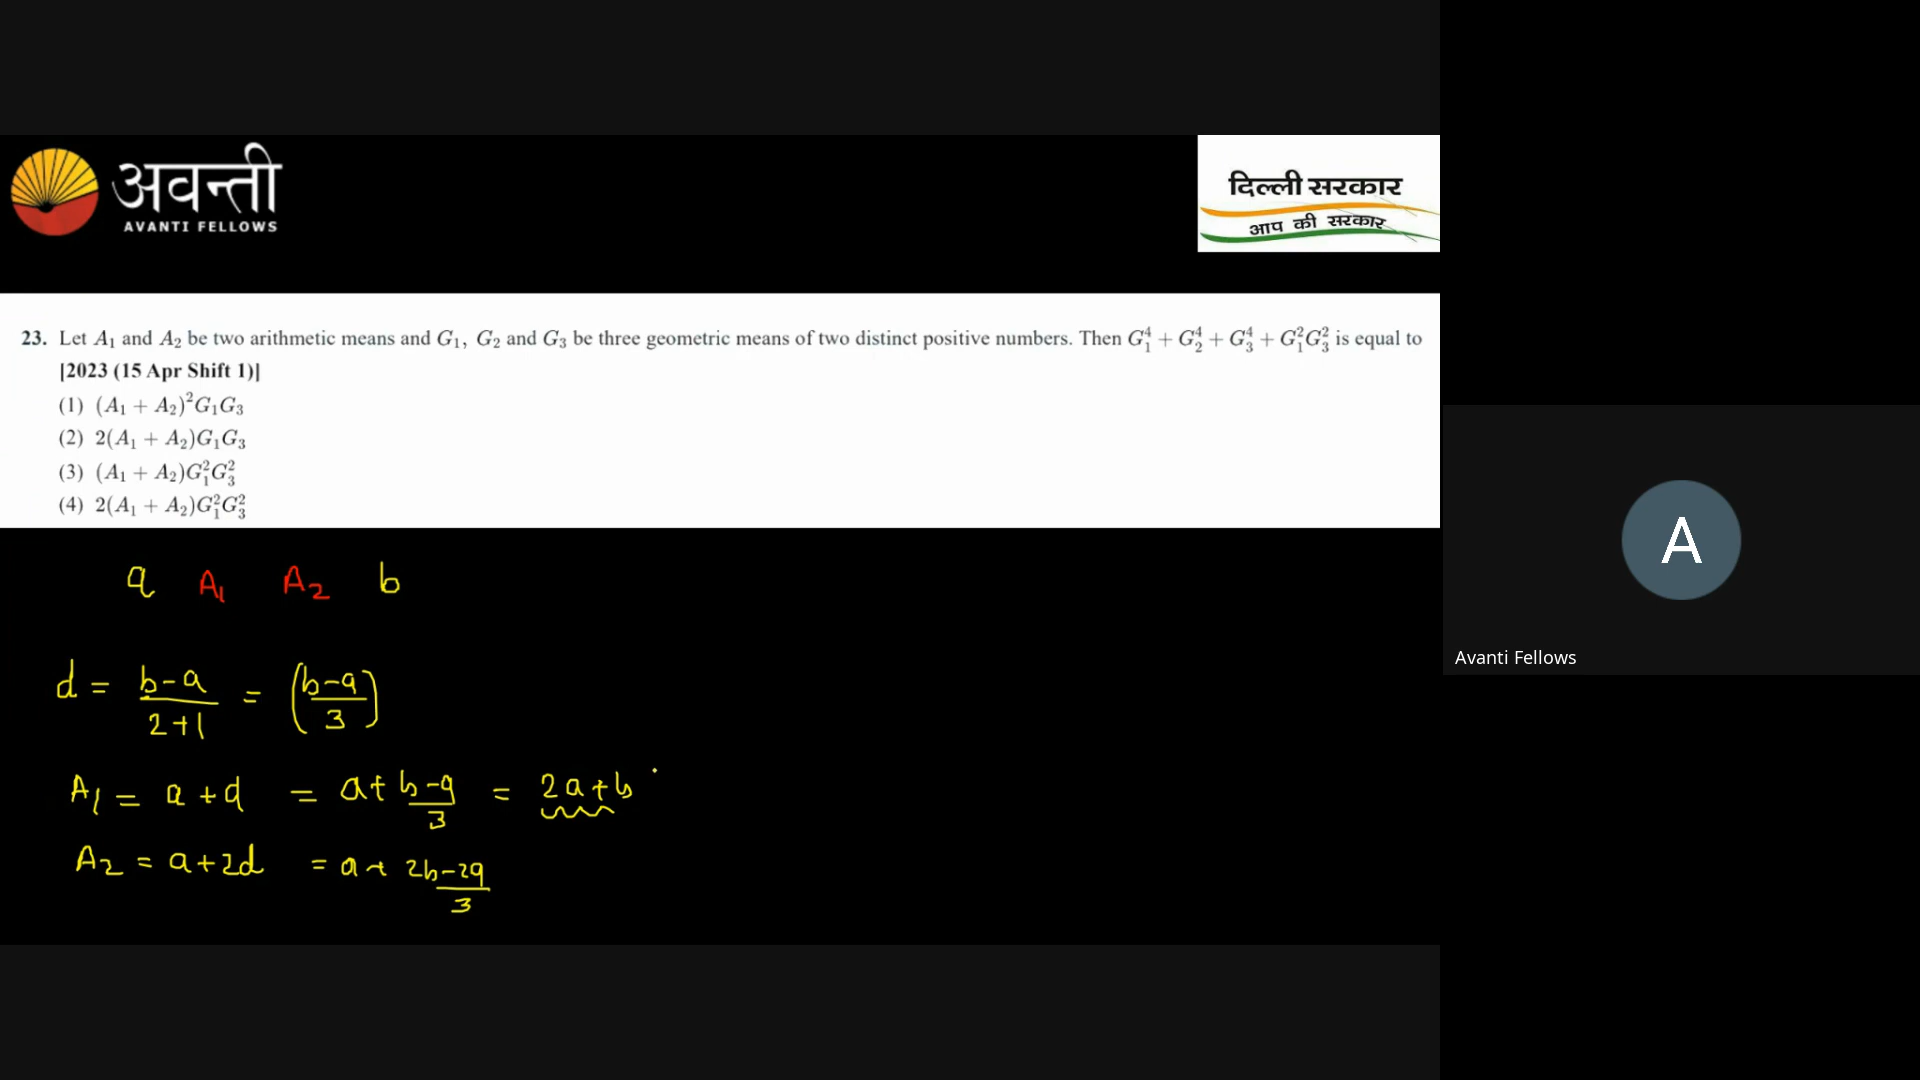 अवन्ती
AVANTI FELLOWS
दिल्ली सरकार
आप की सरकार
23. Let A₁ and A₂ be two arithmetic means and G₁, G₂ and G₃ be three geometric means of two distinct positive numbers. Then G₁⁴ + G₂⁴ + G₃⁴ + G₁²G₃² is equal to
[2023 (15 Apr Shift 1)]
(1) (A₁ + A₂)²G₁G₃
(2) 2(A₁ + A₂)G₁G₃
(3) (A₁ + A₂)G₁²G₃²
(4) 2(A₁ + A₂)G₁²G₃²
a A₁ A₂ b
d = (b-a)/(2+1) = ((b-a)/3)
A₁ = a+d = a + (b-a)/3 = 2a+b
A₂ = a+2d = a + (2b-2a)/3
A
Avanti Fellows